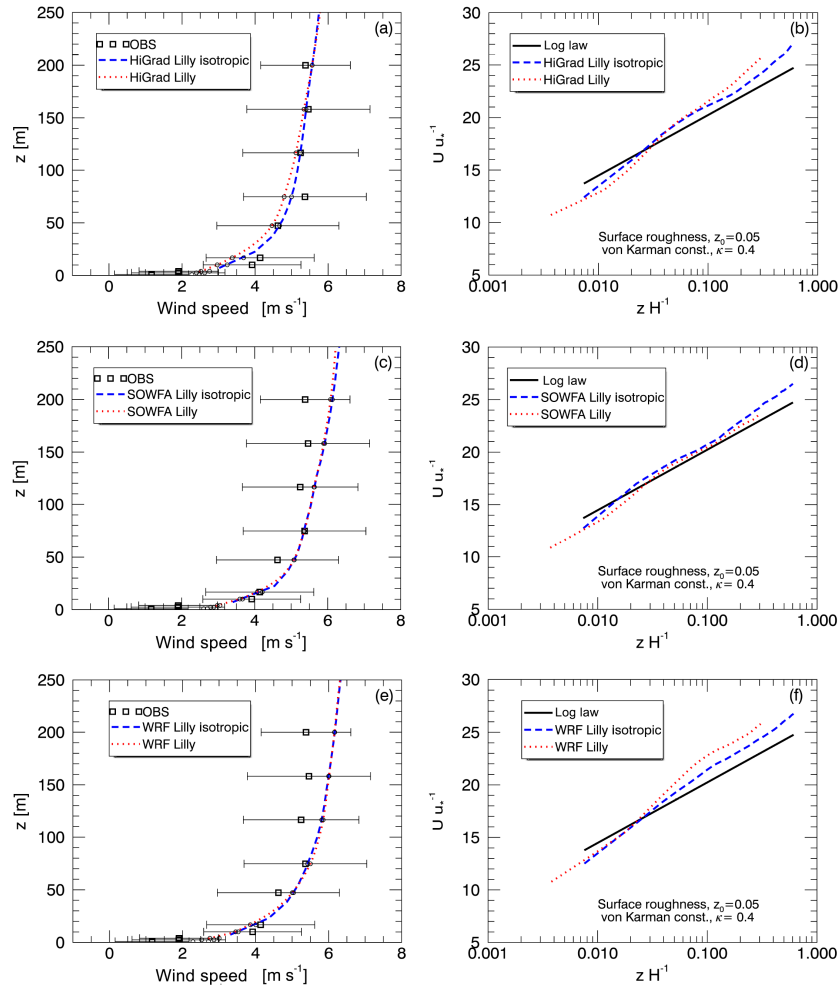 (a)
OBS
HiGrad Lilly isotropic
HiGrad Lilly
250
200
150
100
50
0
z [m]
0 2 4 6 8
Wind speed [m s⁻¹]
(b)
Log law
HiGrad Lilly isotropic
HiGrad Lilly
30
25
20
15
10
5
U u*⁻¹
Surface roughness, z₀=0.05
von Karman const., κ= 0.4
0.001 0.010 0.100 1.000
z H⁻¹
(c)
OBS
SOWFA Lilly isotropic
SOWFA Lilly
250
200
150
100
50
0
z [m]
0 2 4 6 8
Wind speed [m s⁻¹]
(d)
Log law
SOWFA Lilly isotropic
SOWFA Lilly
30
25
20
15
10
5
U u*⁻¹
Surface roughness, z₀=0.05
von Karman const., κ= 0.4
0.001 0.010 0.100 1.000
z H⁻¹
(e)
OBS
WRF Lilly isotropic
WRF Lilly
250
200
150
100
50
0
z [m]
0 2 4 6 8
Wind speed [m s⁻¹]
(f)
Log law
WRF Lilly isotropic
WRF Lilly
30
25
20
15
10
5
U u*⁻¹
Surface roughness, z₀=0.05
von Karman const., κ= 0.4
0.001 0.010 0.100 1.000
z H⁻¹